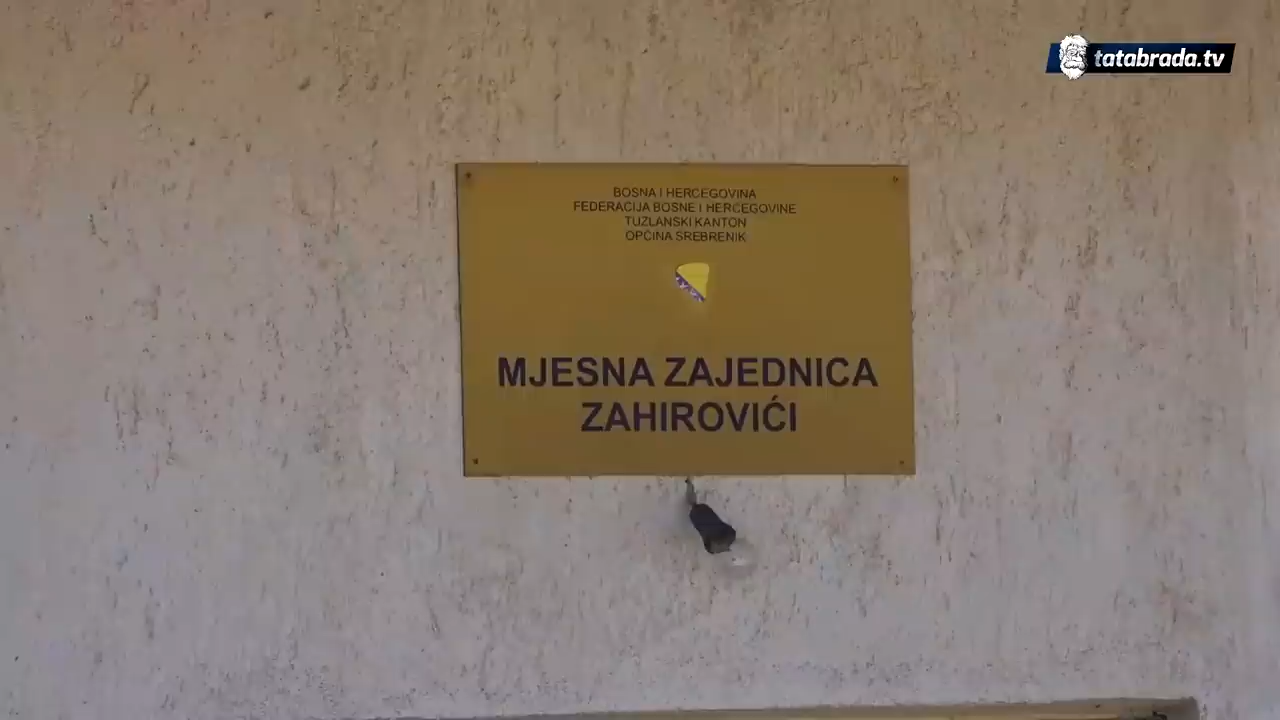 tatabrada.tv
BOSNA I HERCEGOVINA
FEDERACIJA BOSNE I HERCEGOVINE
TUZLANSKI KANTON
OPĆINA SREBRENIK
MJESNA ZAJEDNICA
ZAHIROVIĆI